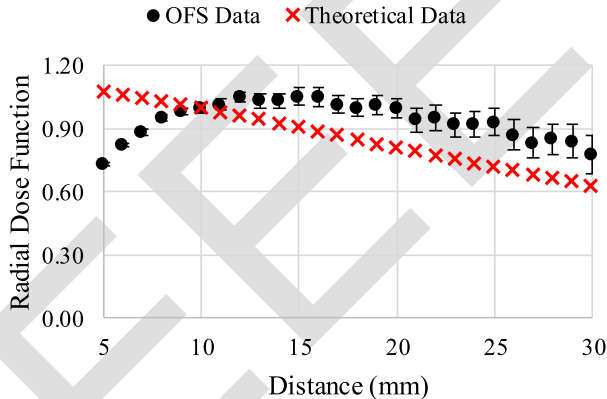 OFS Data Theoretical Data
1.20
0.90
0.60
0.30
0.00
Radial Dose Function
5 10 15 20 25 30
Distance (mm)